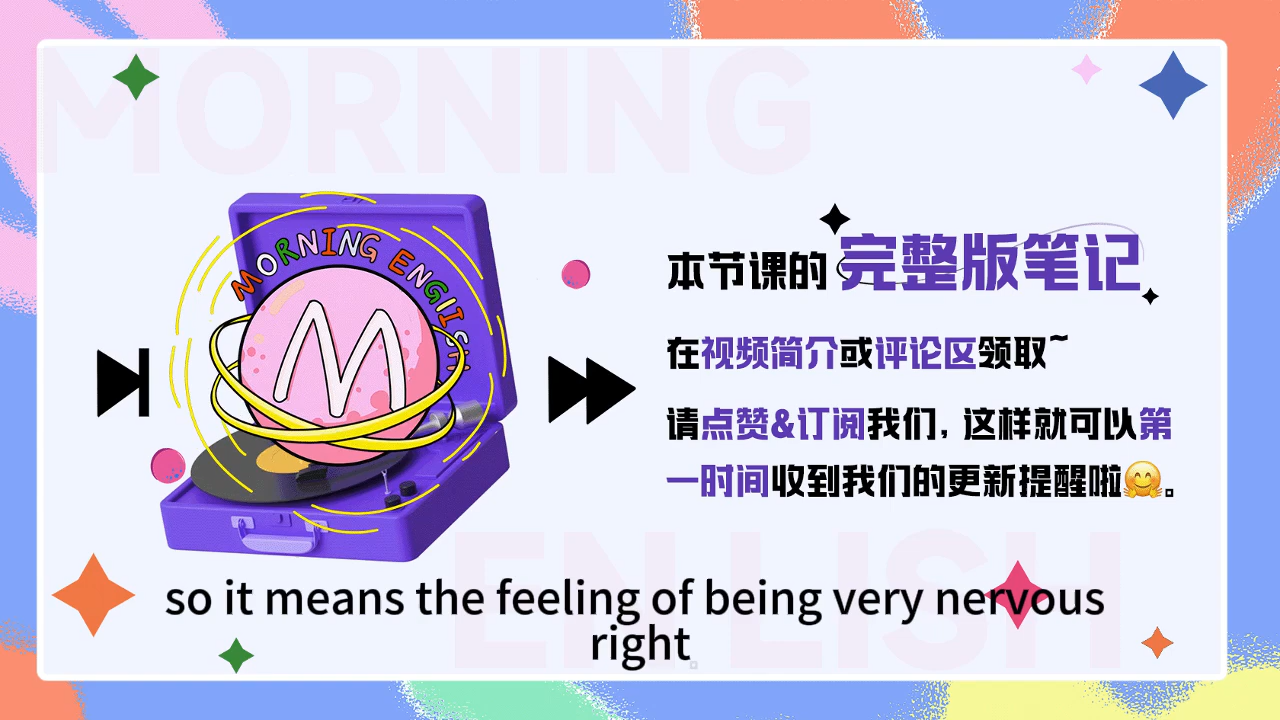 MORNING
MORNING ENGLISH
M
本节课的完整版笔记
在视频简介或评论区领取~
请点赞&订阅我们，这样就可以第
一时间收到我们的更新提醒啦🤗。
EN LISH
so it means the feeling of being very nervous
right